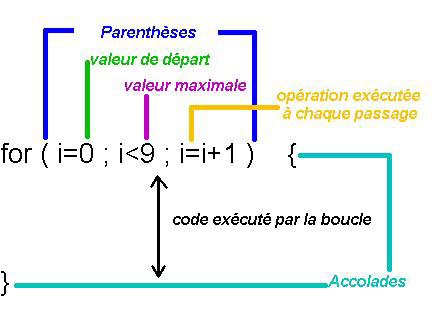 Parenthèses
valeur de départ
valeur maximale
opération exécutée
à chaque passage
for ( i=0 ; i<9 ; i=i+1 ) {
code exécuté par la boucle
Accolades
}